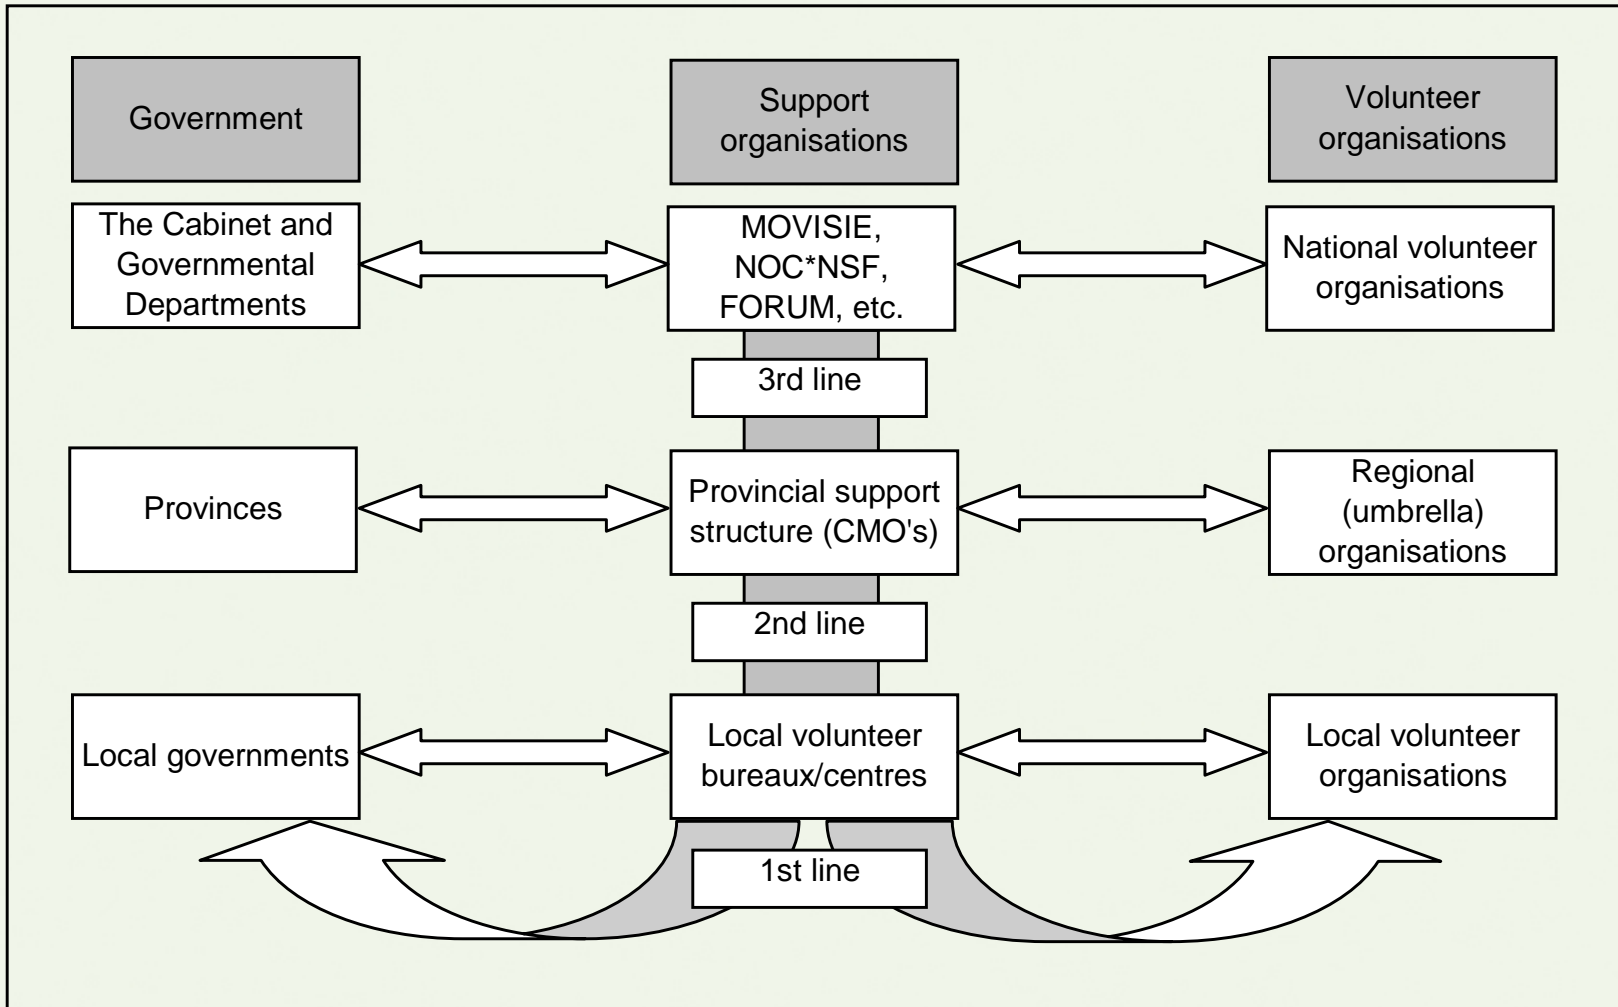 Government
Support
organisations
Volunteer
organisations
The Cabinet and
Governmental
Departments
MOVISIE,
NOC*NSF,
FORUM, etc.
National volunteer
organisations
3rd line
Provinces
Provincial support
structure (CMO's)
Regional
(umbrella)
organisations
2nd line
Local governments
Local volunteer
bureaux/centres
Local volunteer
organisations
1st line